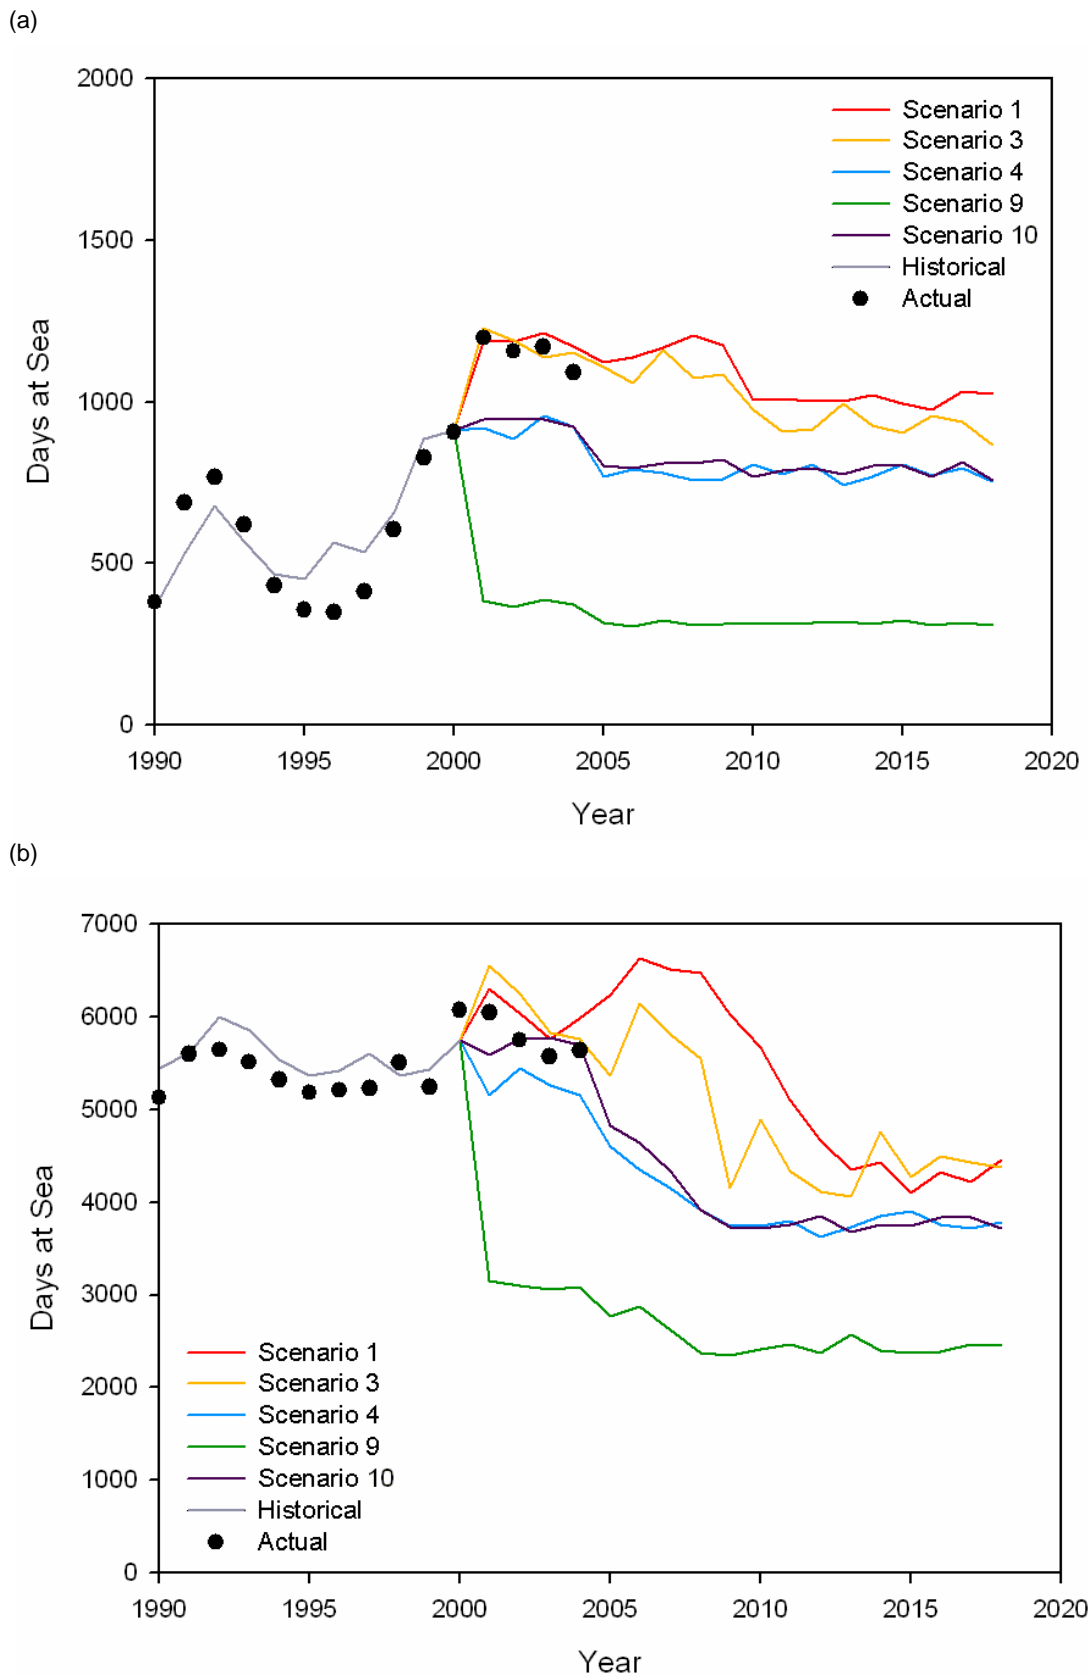 (a)
2000
1500
1000
500
0
Days at Sea
Scenario 1
Scenario 3
Scenario 4
Scenario 9
Scenario 10
Historical
Actual
1990 1995 2000 2005 2010 2015 2020
Year
(b)
7000
6000
5000
4000
3000
2000
1000
0
Days at Sea
Scenario 1
Scenario 3
Scenario 4
Scenario 9
Scenario 10
Historical
Actual
1990 1995 2000 2005 2010 2015 2020
Year